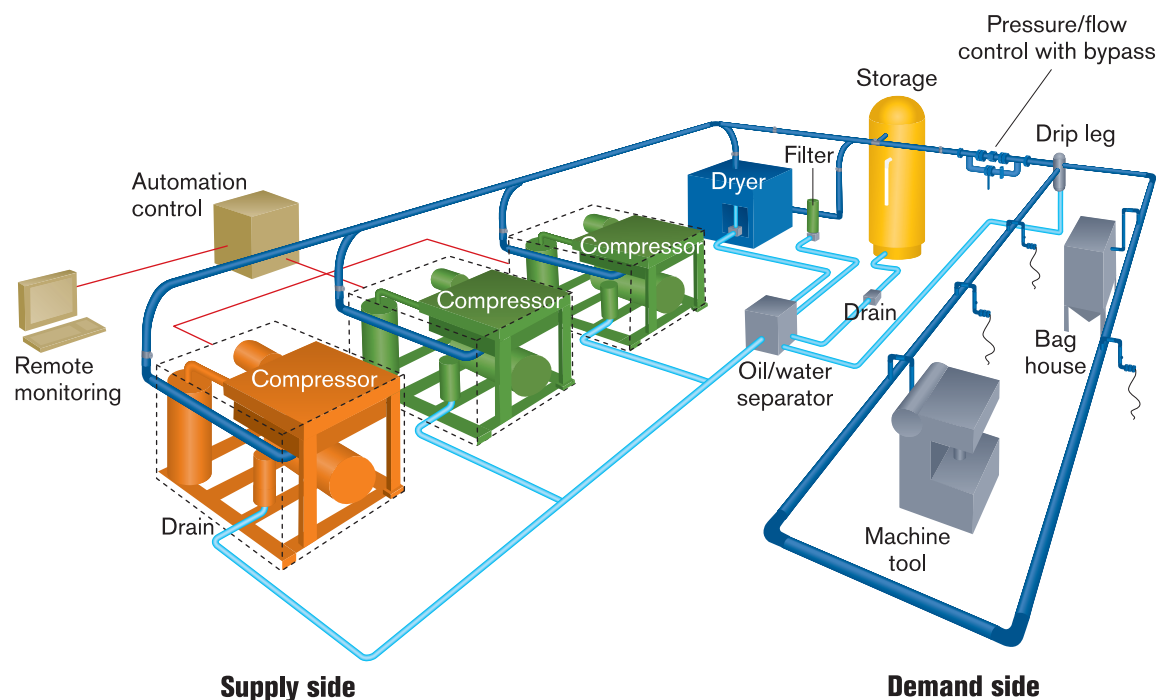 Pressure/flow
control with bypass
Storage
Drip leg
Filter
Dryer
Automation
control
Compressor
Compressor
Compressor
Remote
monitoring
Drain
Oil/water
separator
Bag
house
Drain
Machine
tool
Supply side
Demand side